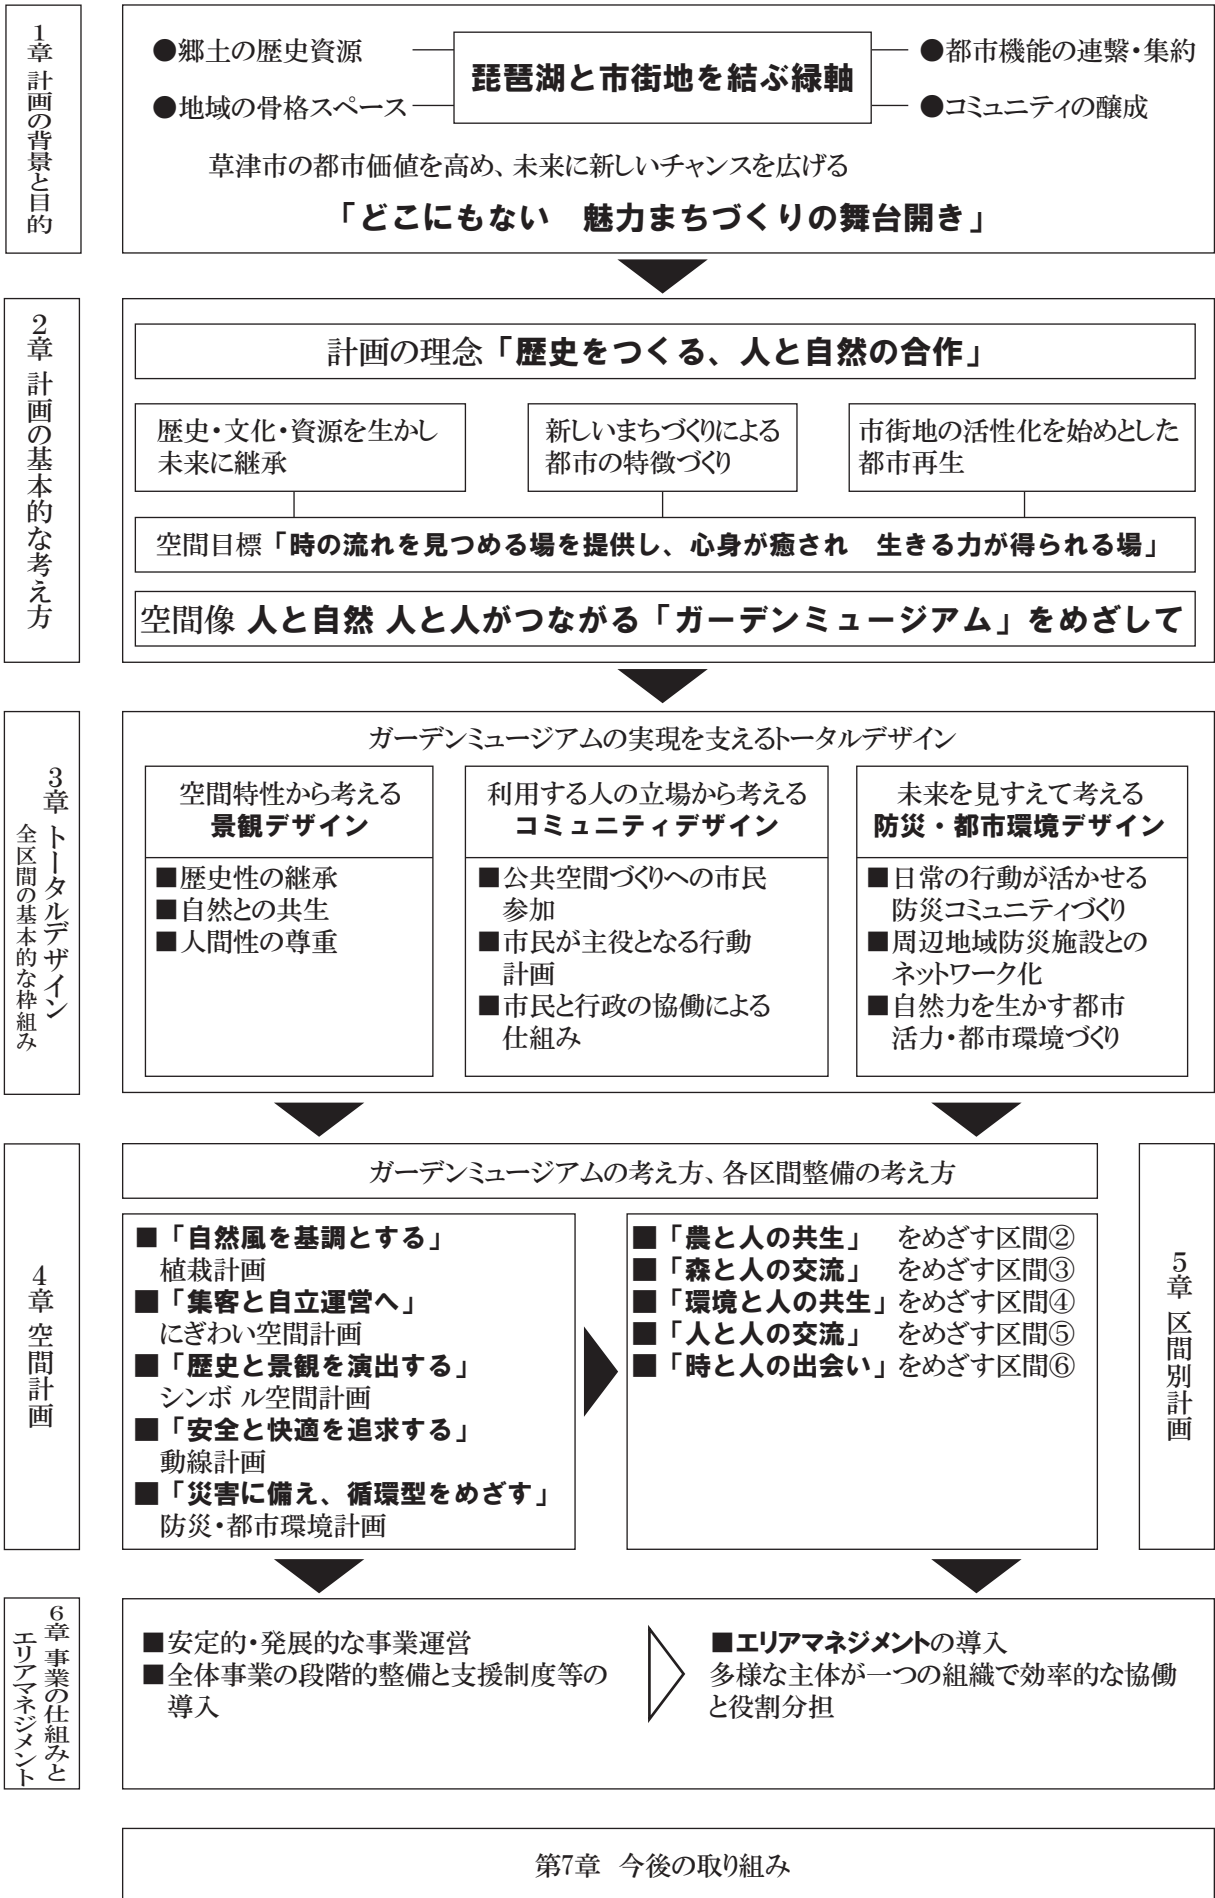 1章 計画の背景と目的
●郷土の歴史資源
●地域の骨格スペース
琵琶湖と市街地を結ぶ緑軸
●都市機能の連繋・集約
●コミュニティの醸成
草津市の都市価値を高め、未来に新しいチャンスを広げる
「どこにもない　魅力まちづくりの舞台開き」
2章 計画の基本的な考え方
計画の理念「歴史をつくる、人と自然の合作」
歴史・文化・資源を生かし
未来に継承
新しいまちづくりによる
都市の特徴づくり
市街地の活性化を始めとした
都市再生
空間目標「時の流れを見つめる場を提供し、心身が癒され　生きる力が得られる場」
空間像 人と自然 人と人がつながる「ガーデンミュージアム」をめざして
3章 トータルデザイン
全区間の基本的な枠組み
ガーデンミュージアムの実現を支えるトータルデザイン
空間特性から考える
景観デザイン
■歴史性の継承
■自然との共生
■人間性の尊重
利用する人の立場から考える
コミュニティデザイン
■公共空間づくりへの市民
参加
■市民が主役となる行動
計画
■市民と行政の協働による
仕組み
未来を見すえて考える
防災・都市環境デザイン
■日常の行動が活かせる
防災コミュニティづくり
■周辺地域防災施設との
ネットワーク化
■自然力を生かす都市
活力・都市環境づくり
4章 空間計画
ガーデンミュージアムの考え方、各区間整備の考え方
■「自然風を基調とする」
植栽計画
■「集客と自立運営へ」
にぎわい空間計画
■「歴史と景観を演出する」
シンボ ル空間計画
■「安全と快適を追求する」
動線計画
■「災害に備え、循環型をめざす」
防災・都市環境計画
■「農と人の共生」　をめざす区間②
■「森と人の交流」　をめざす区間③
■「環境と人の共生」をめざす区間④
■「人と人の交流」　をめざす区間⑤
■「時と人の出会い」をめざす区間⑥
5章 区間別計画
6章 事業の仕組みと
エリアマネジメント
■安定的・発展的な事業運営
■全体事業の段階的整備と支援制度等の
導入
■エリアマネジメントの導入
多様な主体が一つの組織で効率的な協働
と役割分担
第7章 今後の取り組み